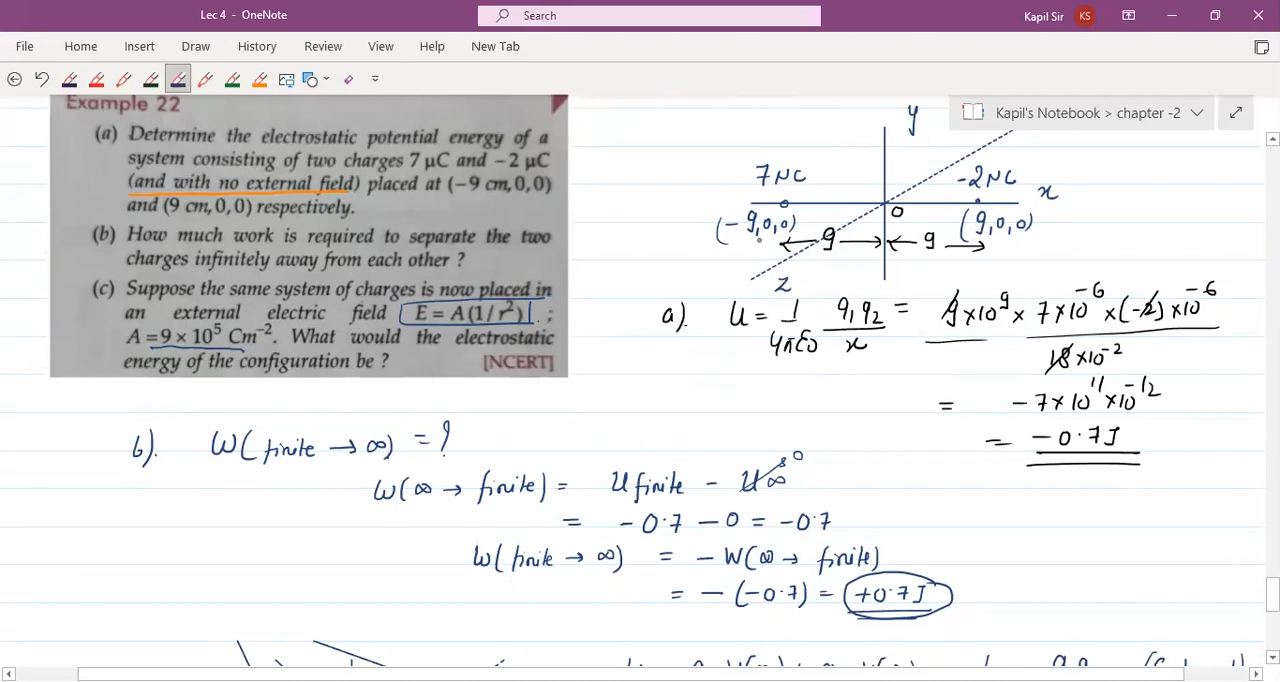 Lec 4 - OneNote
Search
Kapil Sir KS
File Home Insert Draw History Review View Help New Tab
Kapil's Notebook > chapter -2
Example 22
(a) Determine the electrostatic potential energy of a
system consisting of two charges 7 μC and −2 μC
(and with no external field) placed at (−9 cm, 0, 0)
and (9 cm, 0, 0) respectively.
(b) How much work is required to separate the two
charges infinitely away from each other ?
(c) Suppose the same system of charges is now placed in
an external electric field E = A(1/r²) ;
A = 9 × 10⁵ Cm⁻². What would the electrostatic
energy of the configuration be ? [NCERT]
y
7μC -2μC x
0
(-9,0,0) 9 9 (9,0,0)
z
a). U = 1/4πε0 q1q2/x = 9×10⁹ × 7×10⁻⁶ × (-2)×10⁻⁶ / 18×10⁻²
= -7×10¹¹×10⁻¹²
= -0.7J
b). W(finite → ∞) = ?
W(∞ → finite) = Ufinite - U∞ 0
= -0.7 - 0 = -0.7
W(finite → ∞) = - W(∞ → finite)
= - (-0.7) = +0.7J